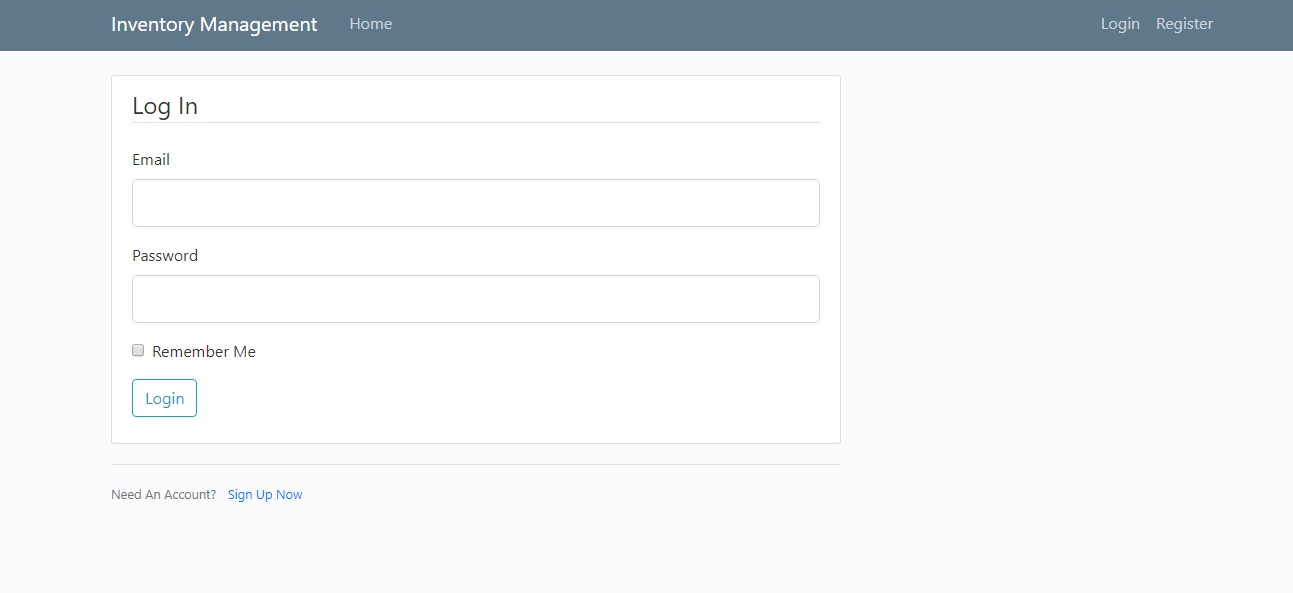 Inventory Management Home Login Register
Log In
Email
Password
Remember Me
Login
Need An Account? Sign Up Now